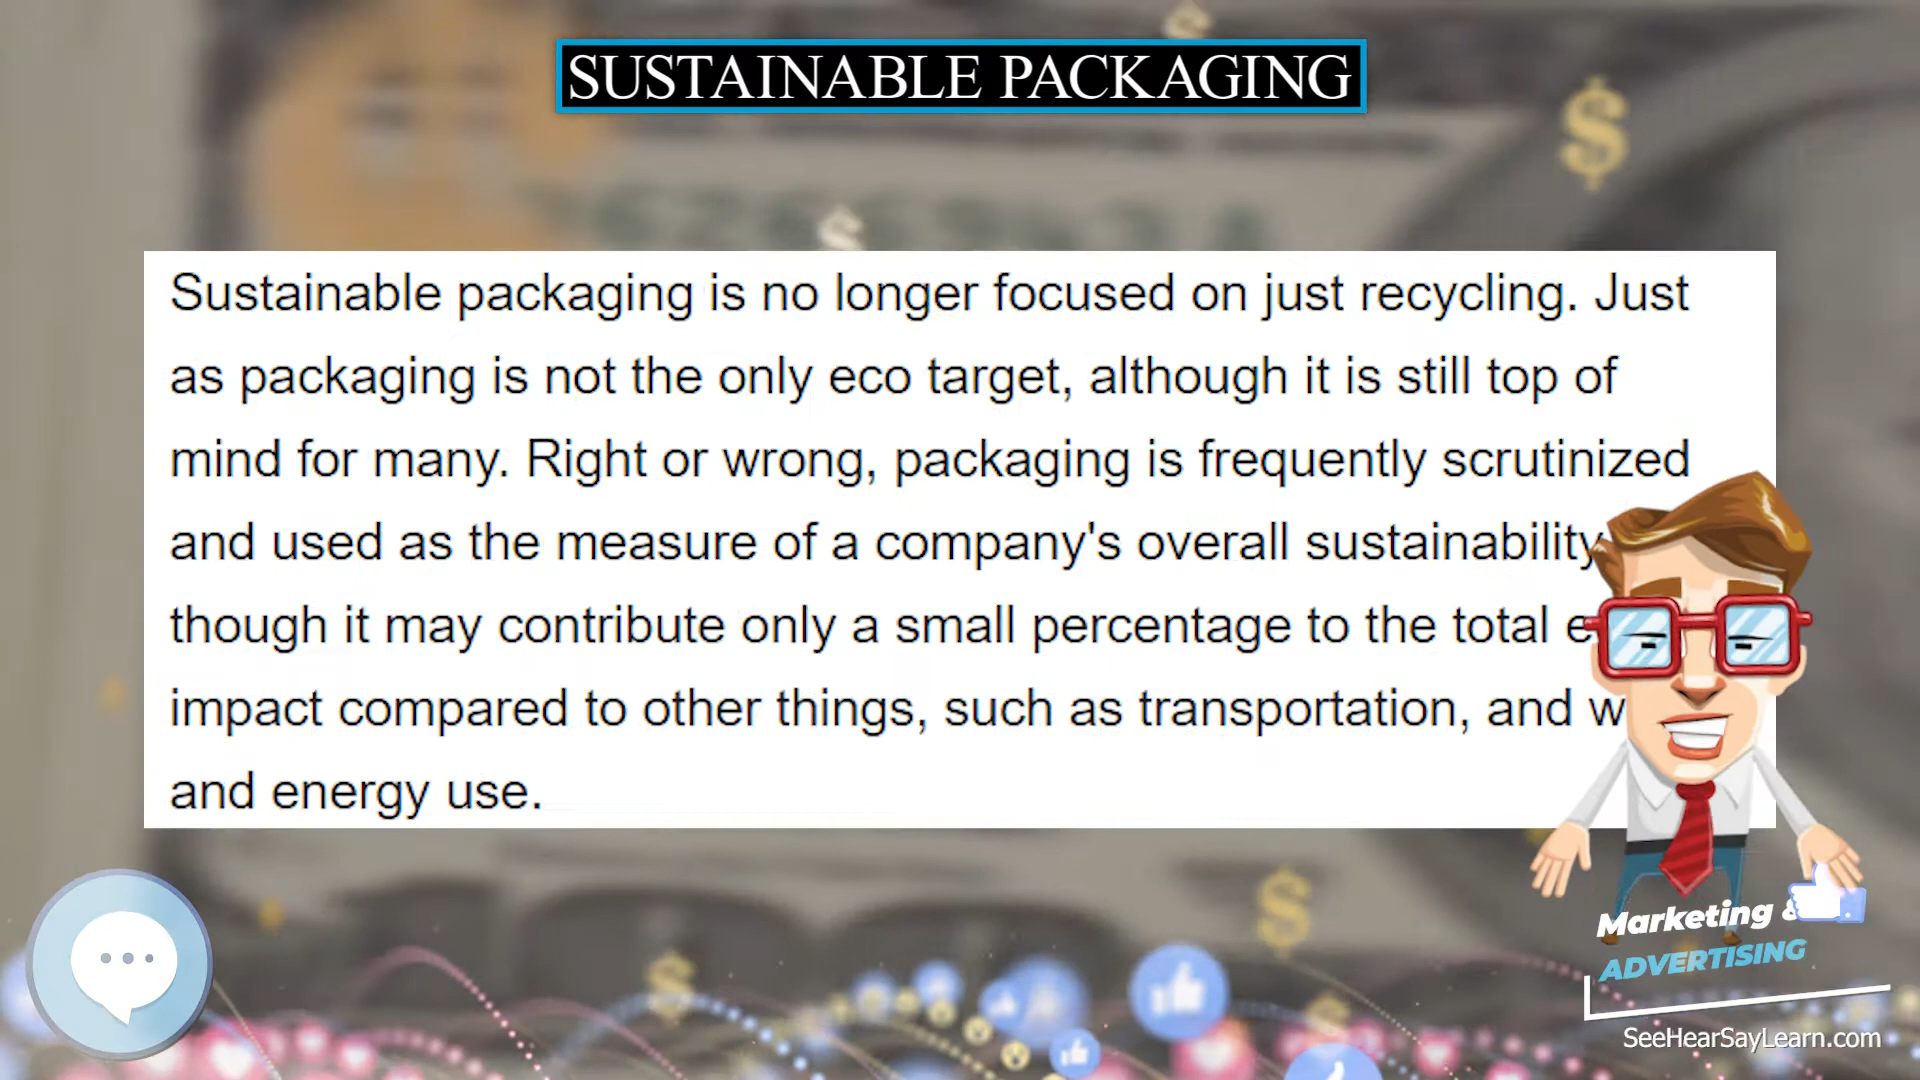 SUSTAINABLE PACKAGING
Sustainable packaging is no longer focused on just recycling. Just
as packaging is not the only eco target, although it is still top of
mind for many. Right or wrong, packaging is frequently scrutinized
and used as the measure of a company's overall sustainability
though it may contribute only a small percentage to the total
impact compared to other things, such as transportation, and
and energy use.
Marketing &
ADVERTISING
SeeHearSayLearn.com